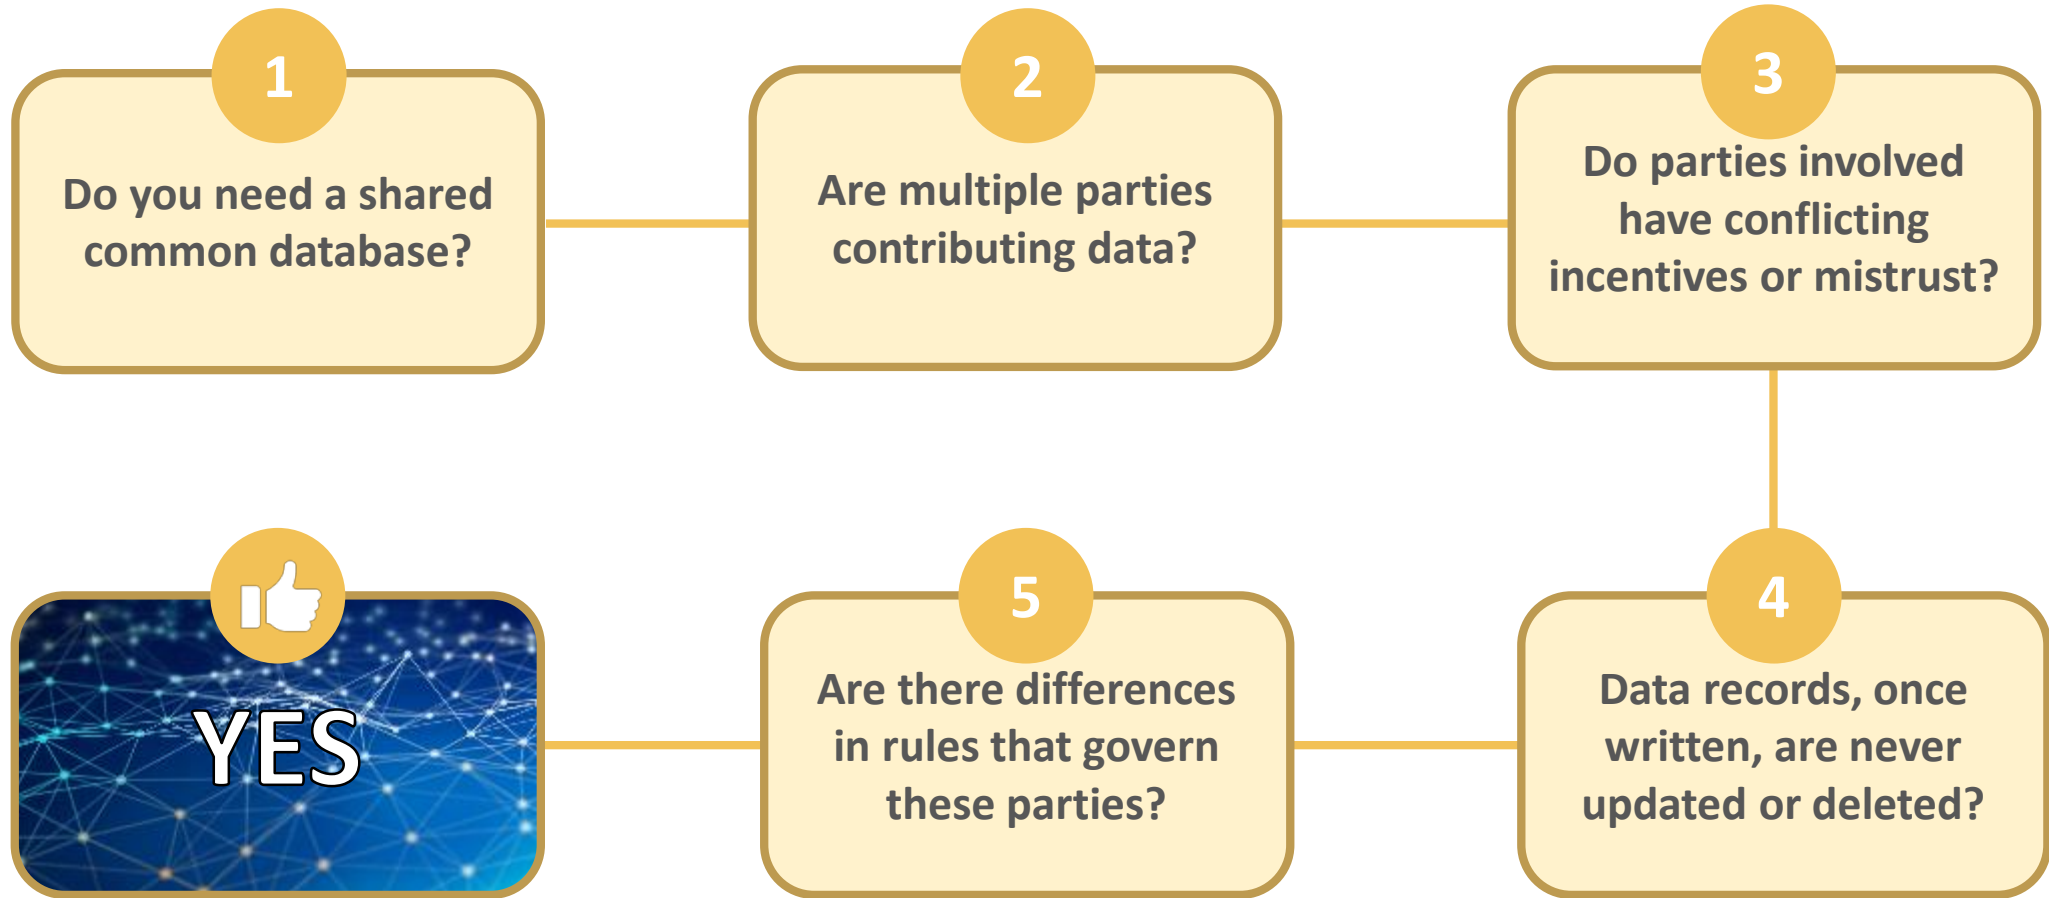 1
Do you need a shared
common database?
2
Are multiple parties
contributing data?
3
Do parties involved
have conflicting
incentives or mistrust?
4
Data records, once
written, are never
updated or deleted?
5
Are there differences
in rules that govern
these parties?
YES